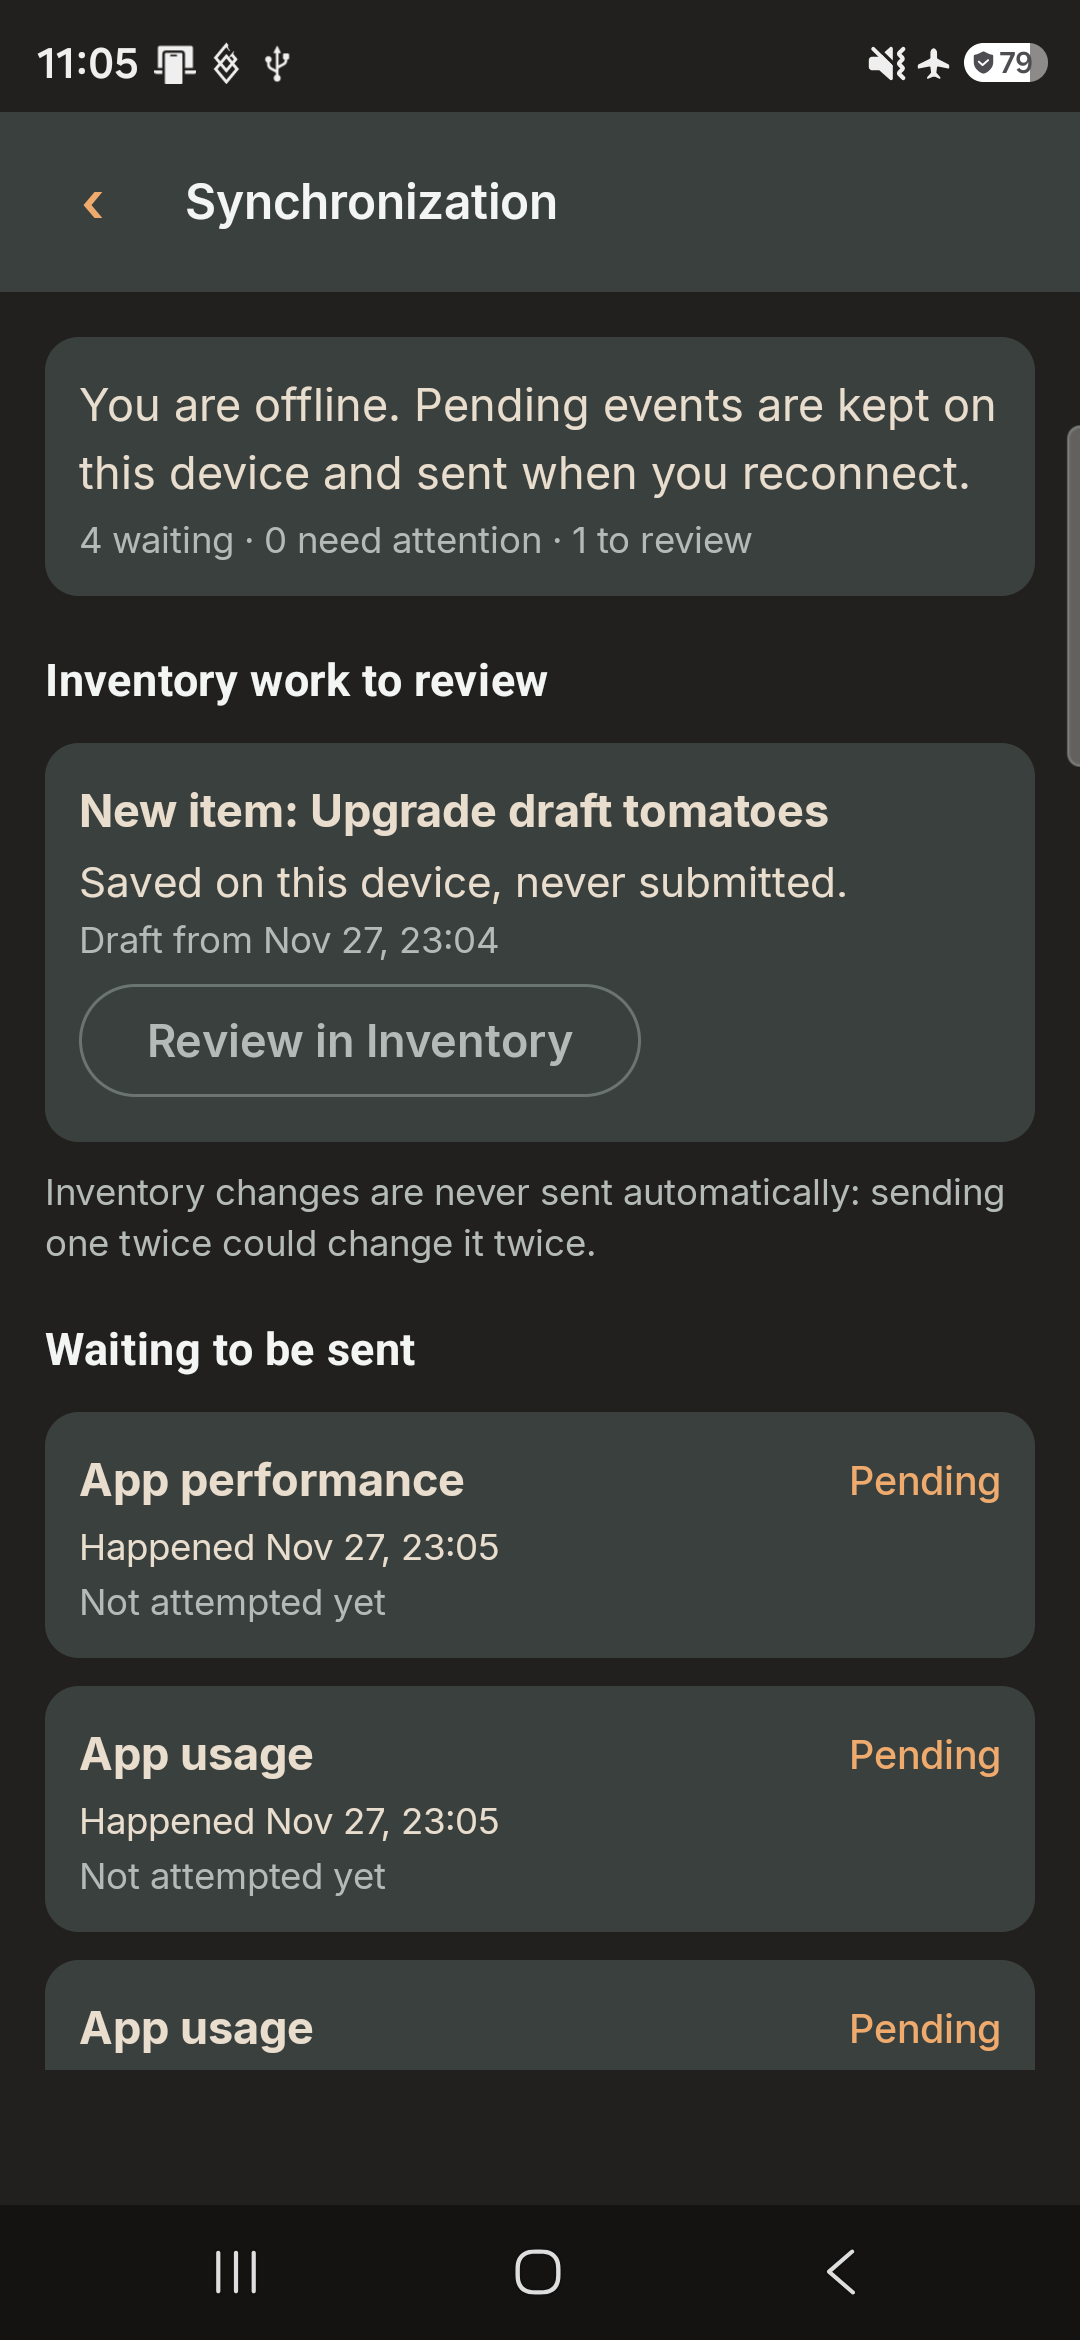 11:05
79
‹ Synchronization
You are offline. Pending events are kept on
this device and sent when you reconnect.
4 waiting · 0 need attention · 1 to review
Inventory work to review
New item: Upgrade draft tomatoes
Saved on this device, never submitted.
Draft from Nov 27, 23:04
Review in Inventory
Inventory changes are never sent automatically: sending
one twice could change it twice.
Waiting to be sent
App performance
Pending
Happened Nov 27, 23:05
Not attempted yet
App usage
Pending
Happened Nov 27, 23:05
Not attempted yet
App usage
Pending